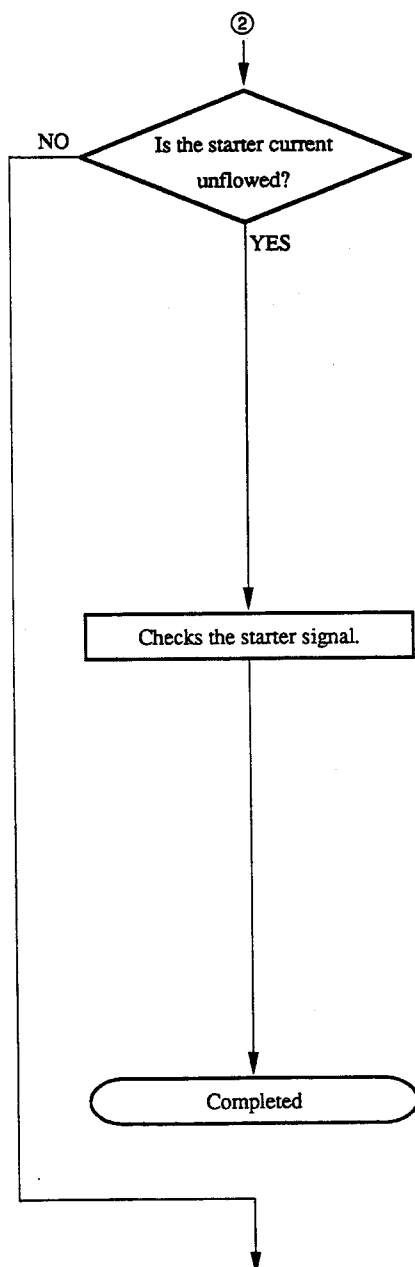 ②
NO
Is the starter current
unflowed?
YES
Checks the starter signal.
Completed